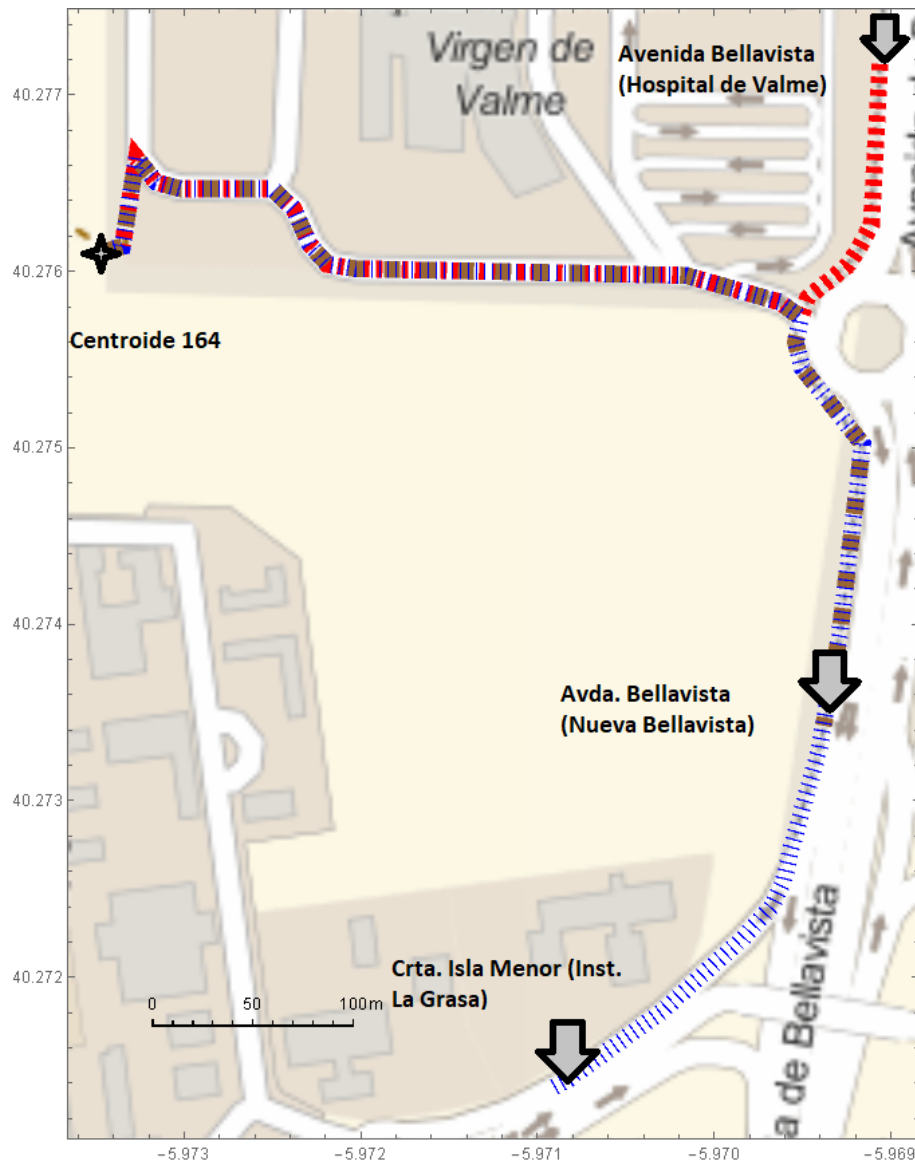 Virgen de
Valme
Avenida Bellavista
(Hospital de Valme)
40.277
40.276
Centroide 164
40.275
40.274
Avda. Bellavista
(Nueva Bellavista)
40.273
40.272
Crta. Isla Menor (Inst.
La Grasa)
0 50 100m
a de Bellavista
-5.973 -5.972 -5.971 -5.970 -5.969